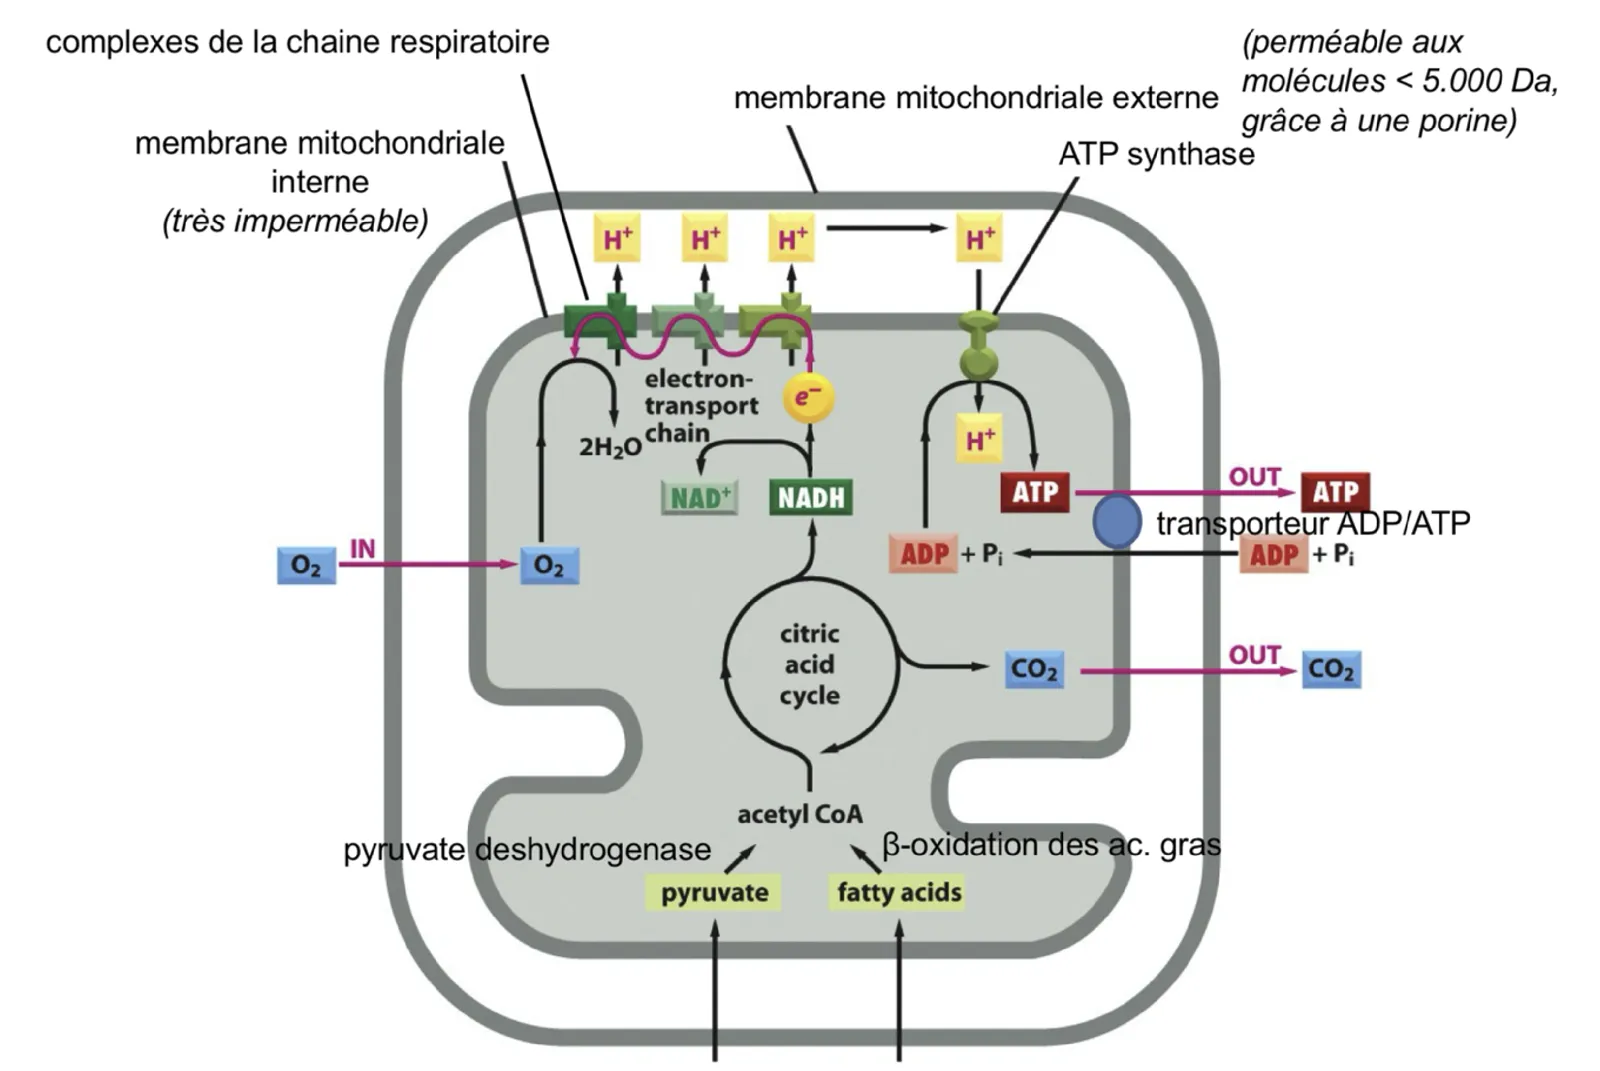 complexes de la chaine respiratoire
(perméable aux
molécules < 5.000 Da,
grâce à une porine)
membrane mitochondriale externe
membrane mitochondriale
interne
(très imperméable)
ATP synthase
H⁺ H⁺ H⁺ H⁺
electron-
transport
chain
e⁻
2H₂O
H⁺
NAD⁺ NADH
ATP OUT ATP
transporteur ADP/ATP
O₂ IN O₂
ADP + Pᵢ ADP + Pᵢ
citric
acid
cycle
CO₂ OUT CO₂
acetyl CoA
pyruvate deshydrogenase
β-oxidation des ac. gras
pyruvate
fatty acids